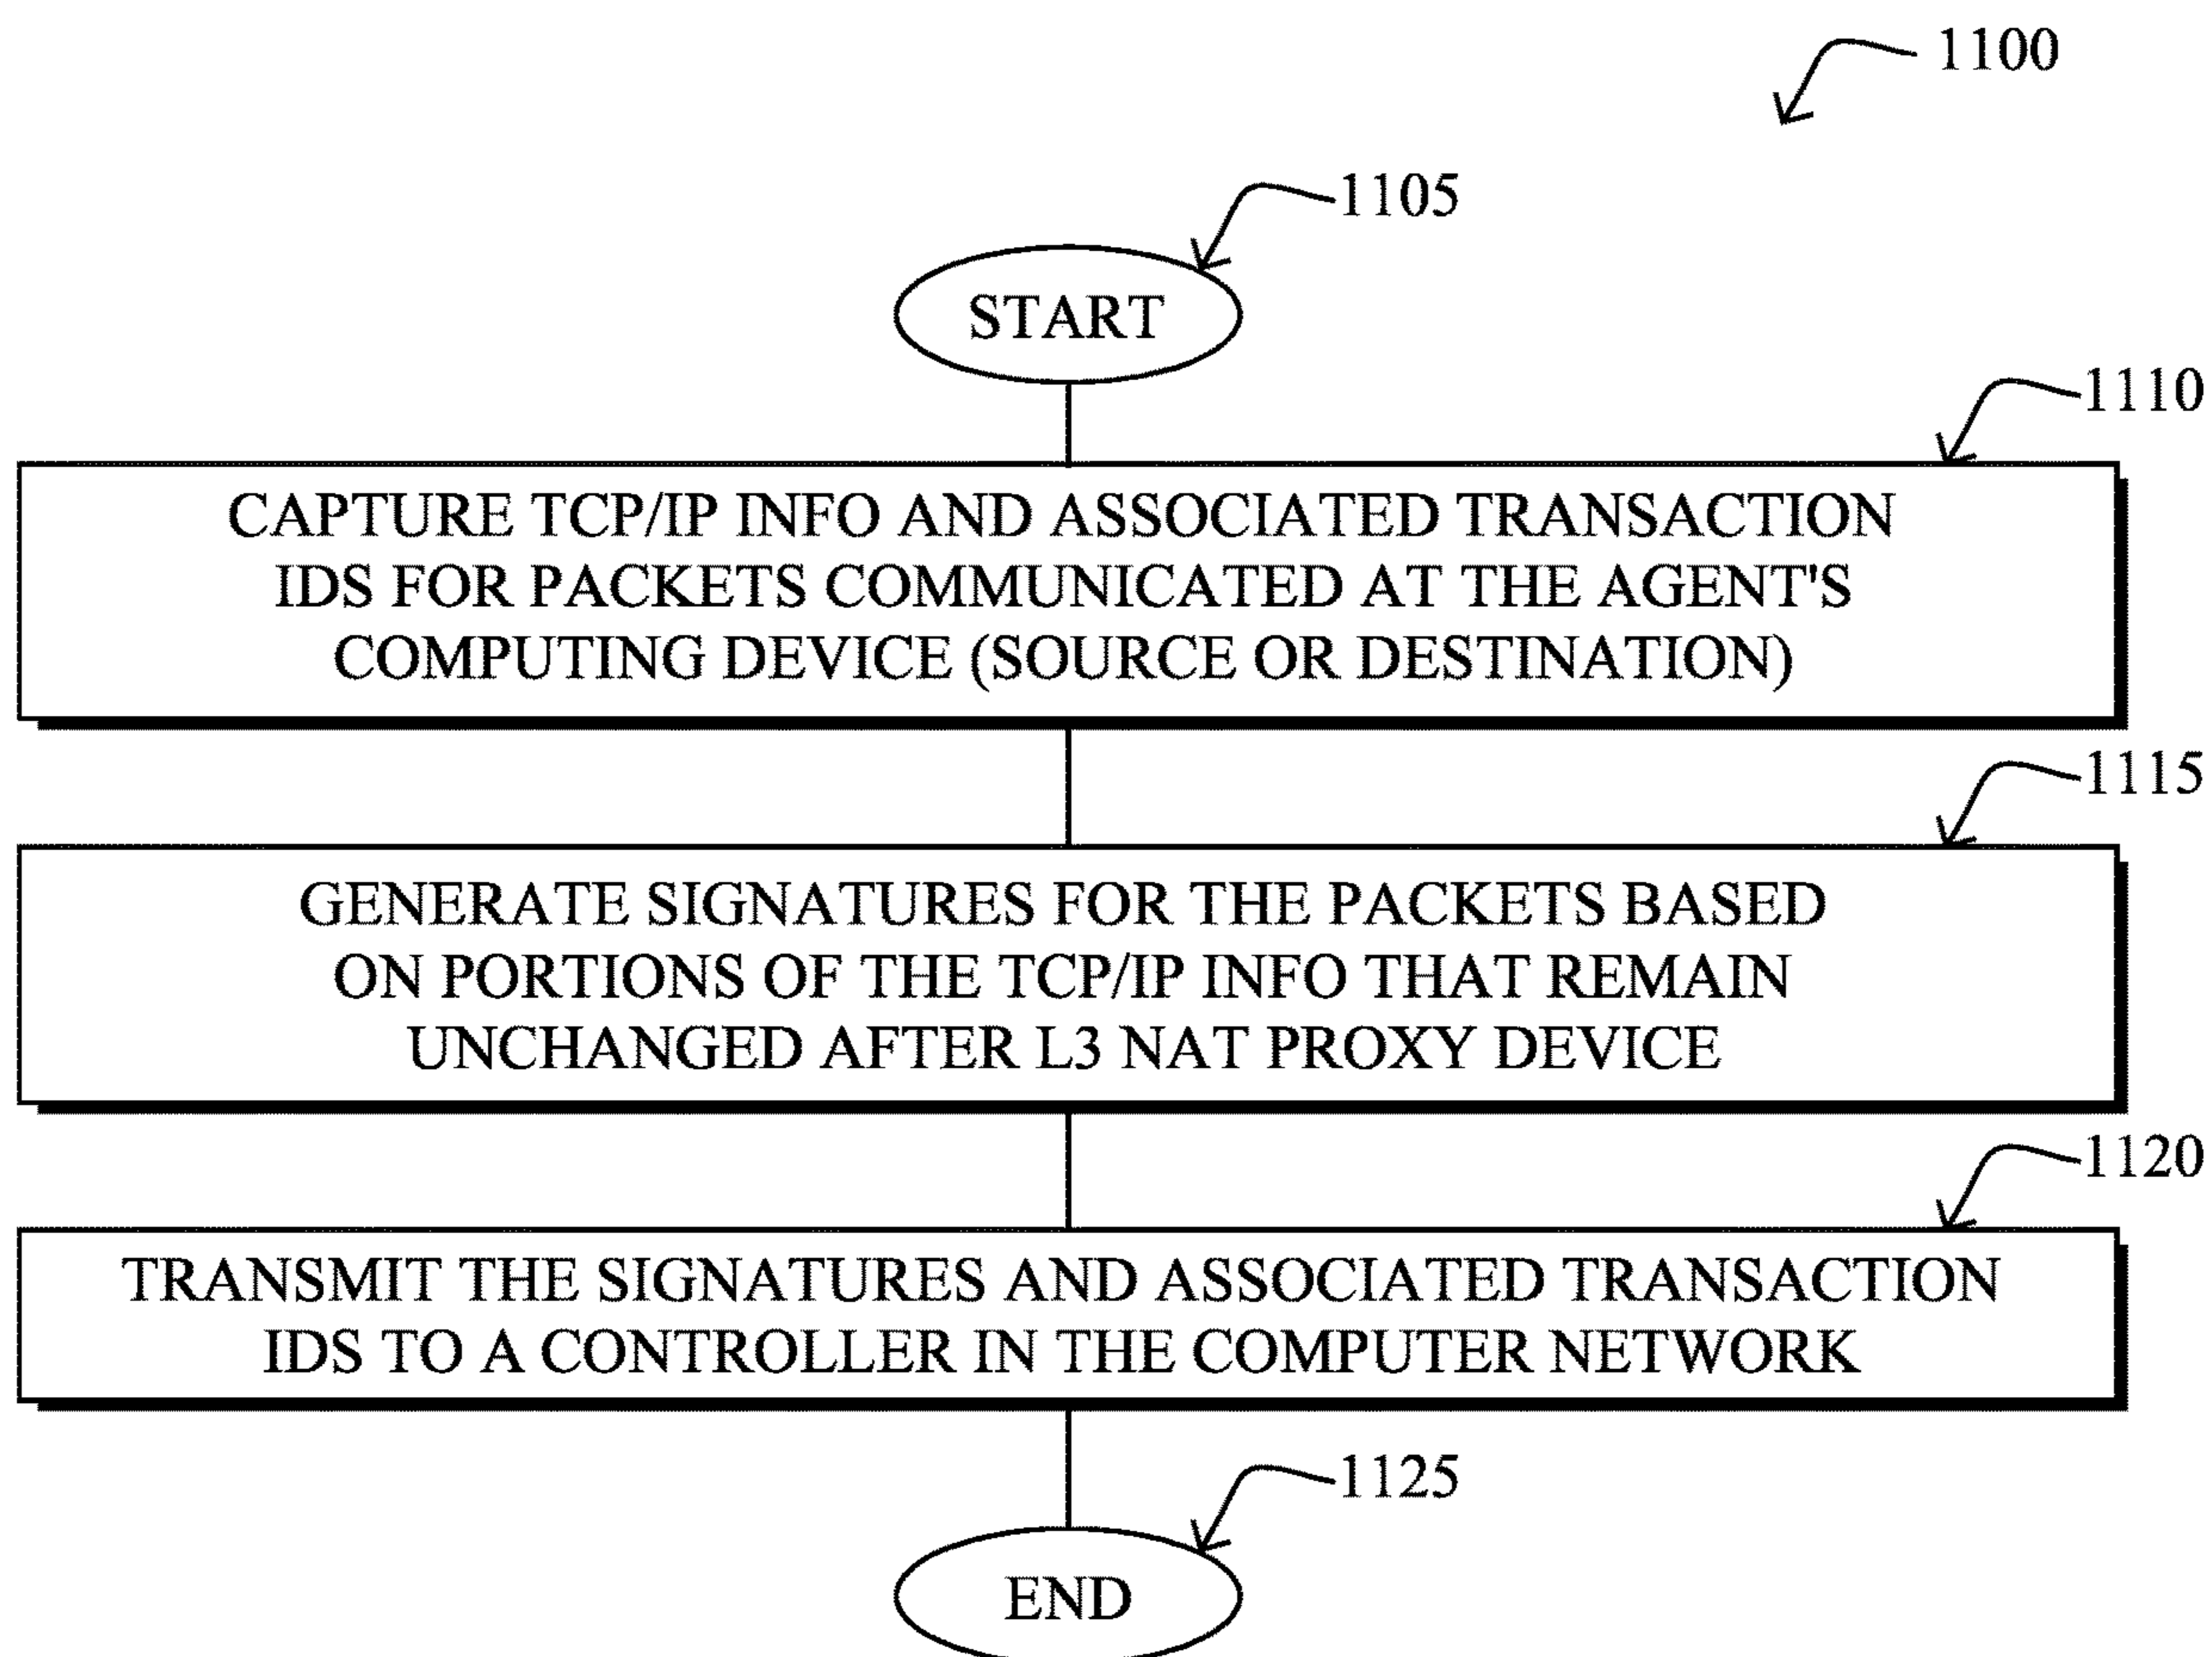 1100
1105
START
1110
CAPTURE TCP/IP INFO AND ASSOCIATED TRANSACTION
IDS FOR PACKETS COMMUNICATED AT THE AGENT'S
COMPUTING DEVICE (SOURCE OR DESTINATION)
1115
GENERATE SIGNATURES FOR THE PACKETS BASED
ON PORTIONS OF THE TCP/IP INFO THAT REMAIN
UNCHANGED AFTER L3 NAT PROXY DEVICE
1120
TRANSMIT THE SIGNATURES AND ASSOCIATED TRANSACTION
IDS TO A CONTROLLER IN THE COMPUTER NETWORK
1125
END